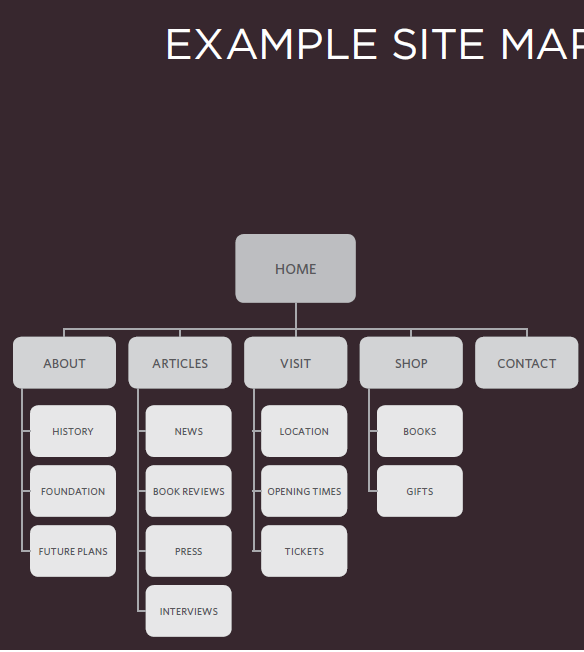 EXAMPLE SITE MAP
HOME
ABOUT
ARTICLES
VISIT
SHOP
CONTACT
HISTORY
NEWS
LOCATION
BOOKS
FOUNDATION
BOOK REVIEWS
OPENING TIMES
GIFTS
FUTURE PLANS
PRESS
TICKETS
INTERVIEWS